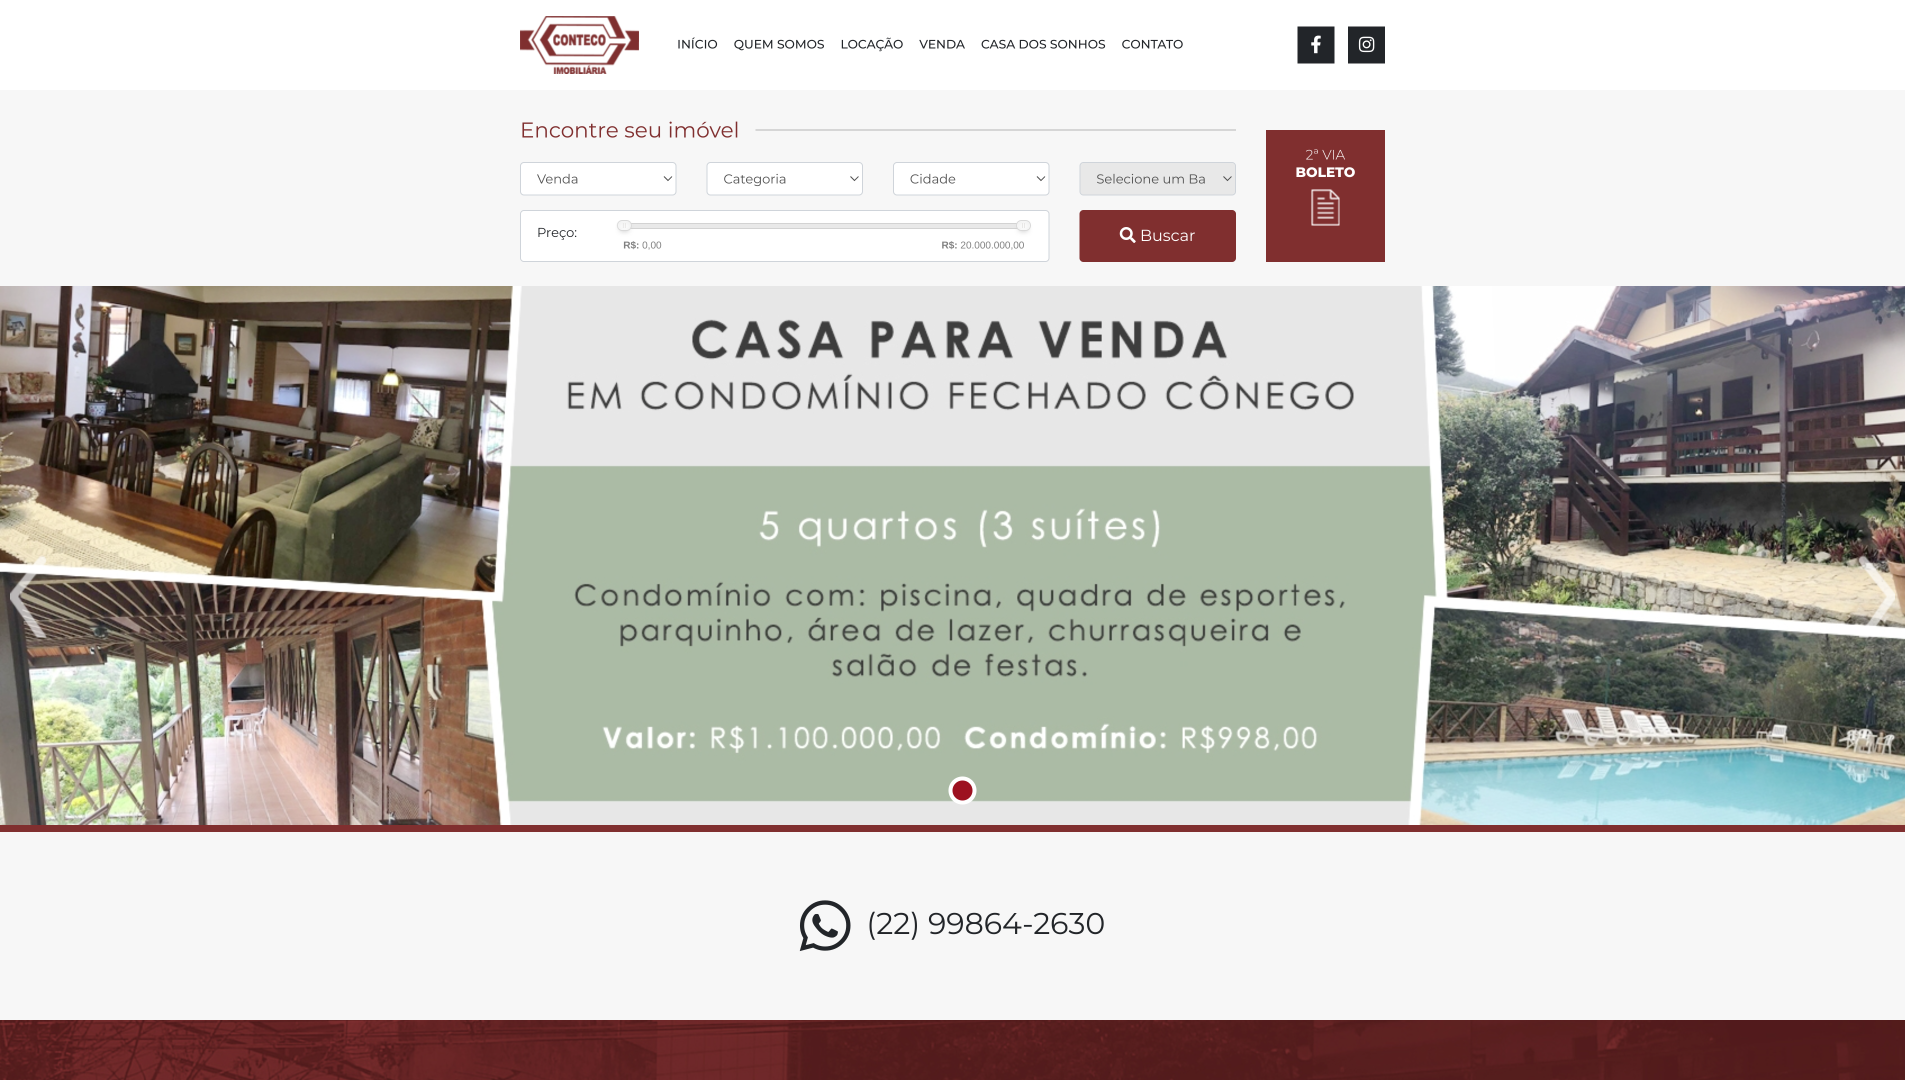 CONTECO
IMOBILIÁRIA
INÍCIO
QUEM SOMOS
LOCAÇÃO
VENDA
CASA DOS SONHOS
CONTATO
Encontre seu imóvel
Venda
Categoria
Cidade
Selecione um Ba
2ª VIA
BOLETO
Preço:
R$: 0,00
R$: 20.000.000,00
Buscar
CASA PARA VENDA
EM CONDOMÍNIO FECHADO CÔNEGO
5 quartos (3 suítes)
Condomínio com: piscina, quadra de esportes,
parquinho, área de lazer, churrasqueira e
salão de festas.
Valor: R$1.100.000,00 Condomínio: R$998,00
(22) 99864-2630